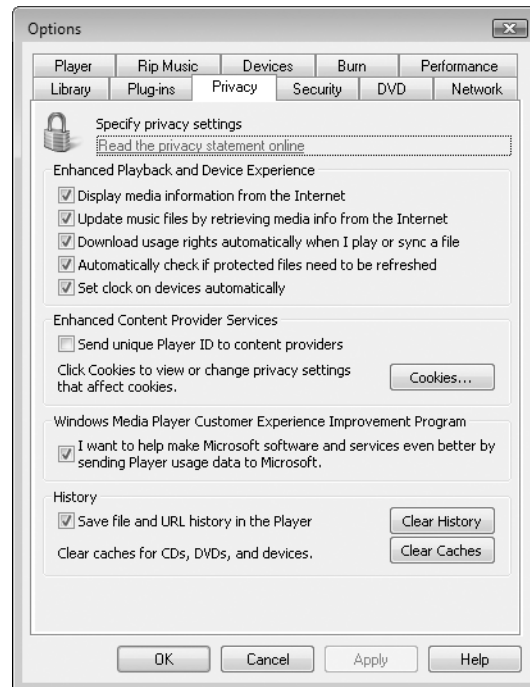 Options
Player Rip Music Devices Burn Performance
Library Plug-ins Privacy Security DVD Network
Specify privacy settings
Read the privacy statement online
Enhanced Playback and Device Experience
Display media information from the Internet
Update music files by retrieving media info from the Internet
Download usage rights automatically when I play or sync a file
Automatically check if protected files need to be refreshed
Set clock on devices automatically
Enhanced Content Provider Services
Send unique Player ID to content providers
Click Cookies to view or change privacy settings
that affect cookies.
Cookies...
Windows Media Player Customer Experience Improvement Program
I want to help make Microsoft software and services even better by
sending Player usage data to Microsoft.
History
Save file and URL history in the Player
Clear History
Clear caches for CDs, DVDs, and devices.
Clear Caches
OK Cancel Apply Help